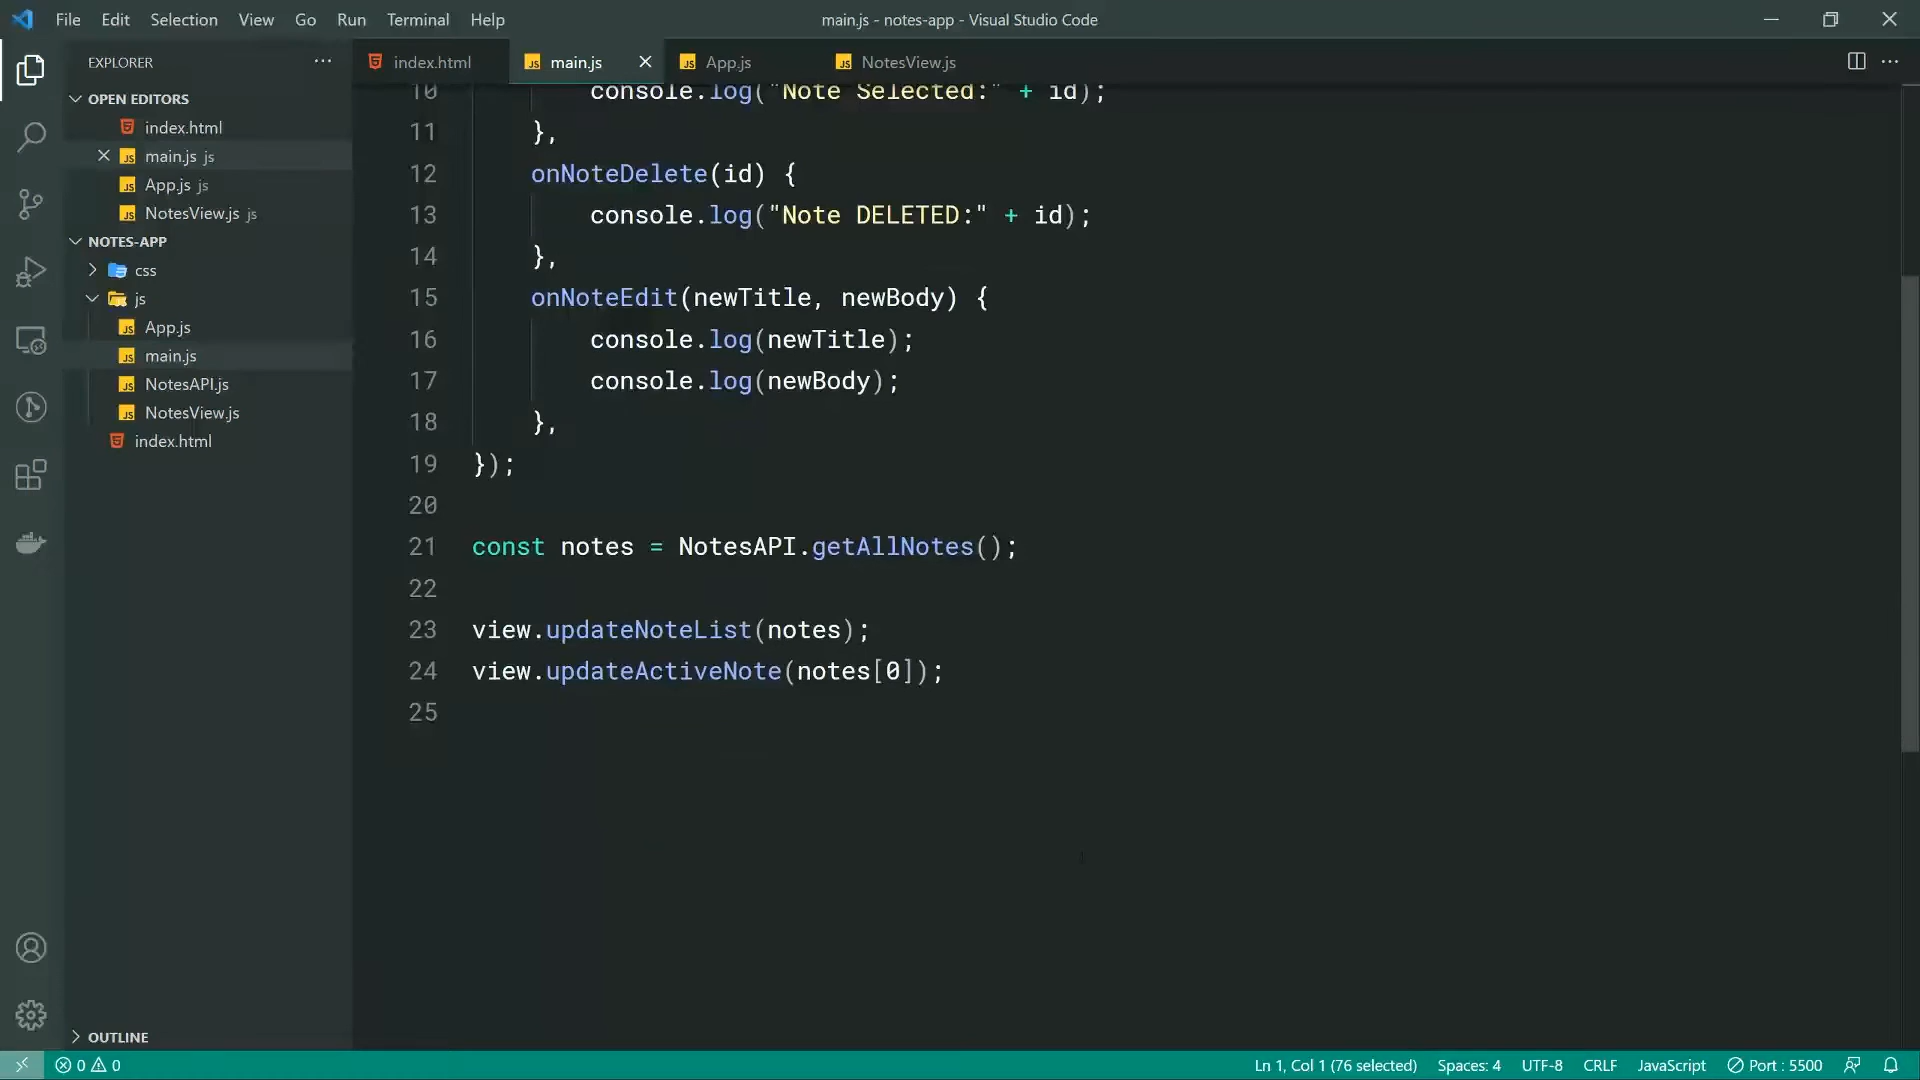 File Edit Selection View Go Run Terminal Help
main.js - notes-app - Visual Studio Code
EXPLORER
OPEN EDITORS
index.html
main.js js
App.js js
NotesView.js js
NOTES-APP
css
js
App.js
main.js
NotesAPI.js
NotesView.js
index.html
OUTLINE
index.html main.js App.js NotesView.js
10 console.log("Note Selected:" + id);
11 },
12 onNoteDelete(id) {
13 console.log("Note DELETED:" + id);
14 },
15 onNoteEdit(newTitle, newBody) {
16 console.log(newTitle);
17 console.log(newBody);
18 },
19 });
20
21 const notes = NotesAPI.getAllNotes();
22
23 view.updateNoteList(notes);
24 view.updateActiveNote(notes[0]);
25
0 0 Ln 1, Col 1 (76 selected) Spaces: 4 UTF-8 CRLF JavaScript Port : 5500